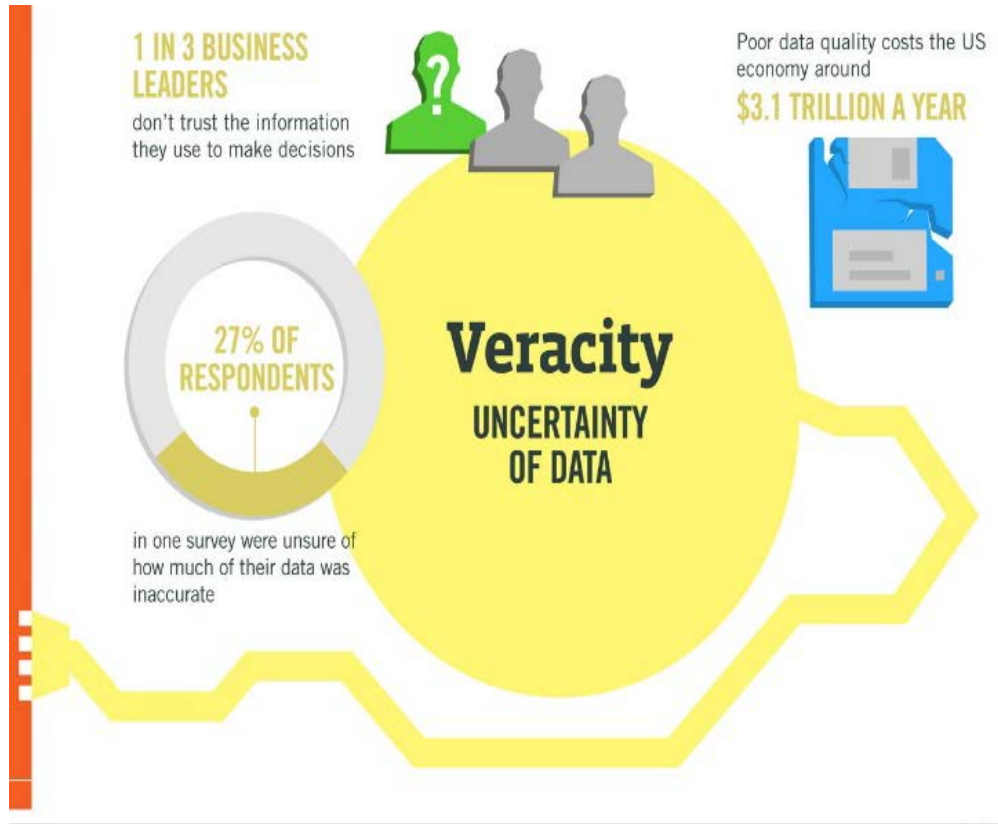 1 IN 3 BUSINESS
LEADERS
don't trust the information
they use to make decisions
?
Poor data quality costs the US
economy around
$3.1 TRILLION A YEAR
27% OF
RESPONDENTS
in one survey were unsure of
how much of their data was
inaccurate
Veracity
UNCERTAINTY
OF DATA